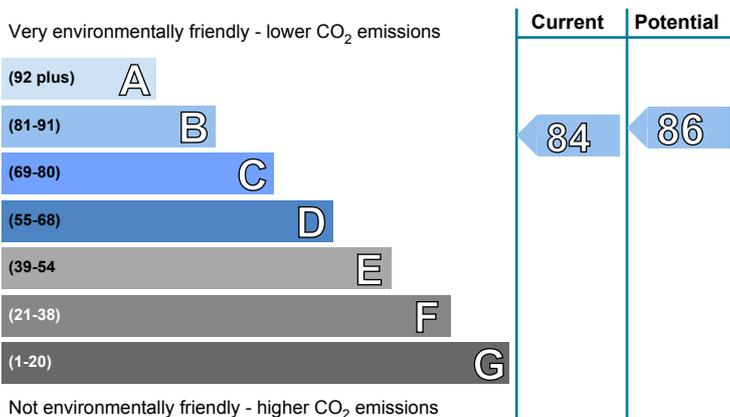 Very environmentally friendly - lower CO2 emissions
Current
Potential
(92 plus) A
(81-91) B
84
86
(69-80) C
(55-68) D
(39-54 E
(21-38) F
(1-20) G
Not environmentally friendly - higher CO2 emissions